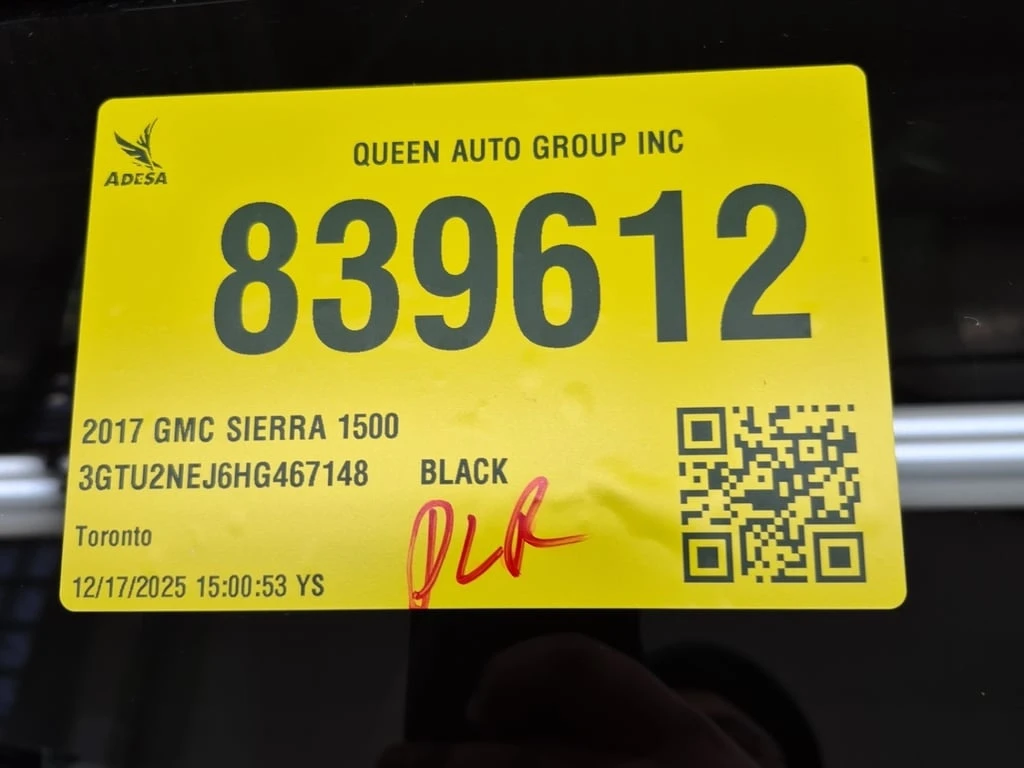 ADESA
QUEEN AUTO GROUP INC
839612
2017 GMC SIERRA 1500
3GTU2NEJ6HG467148 BLACK
DLR
Toronto
12/17/2025 15:00:53 YS